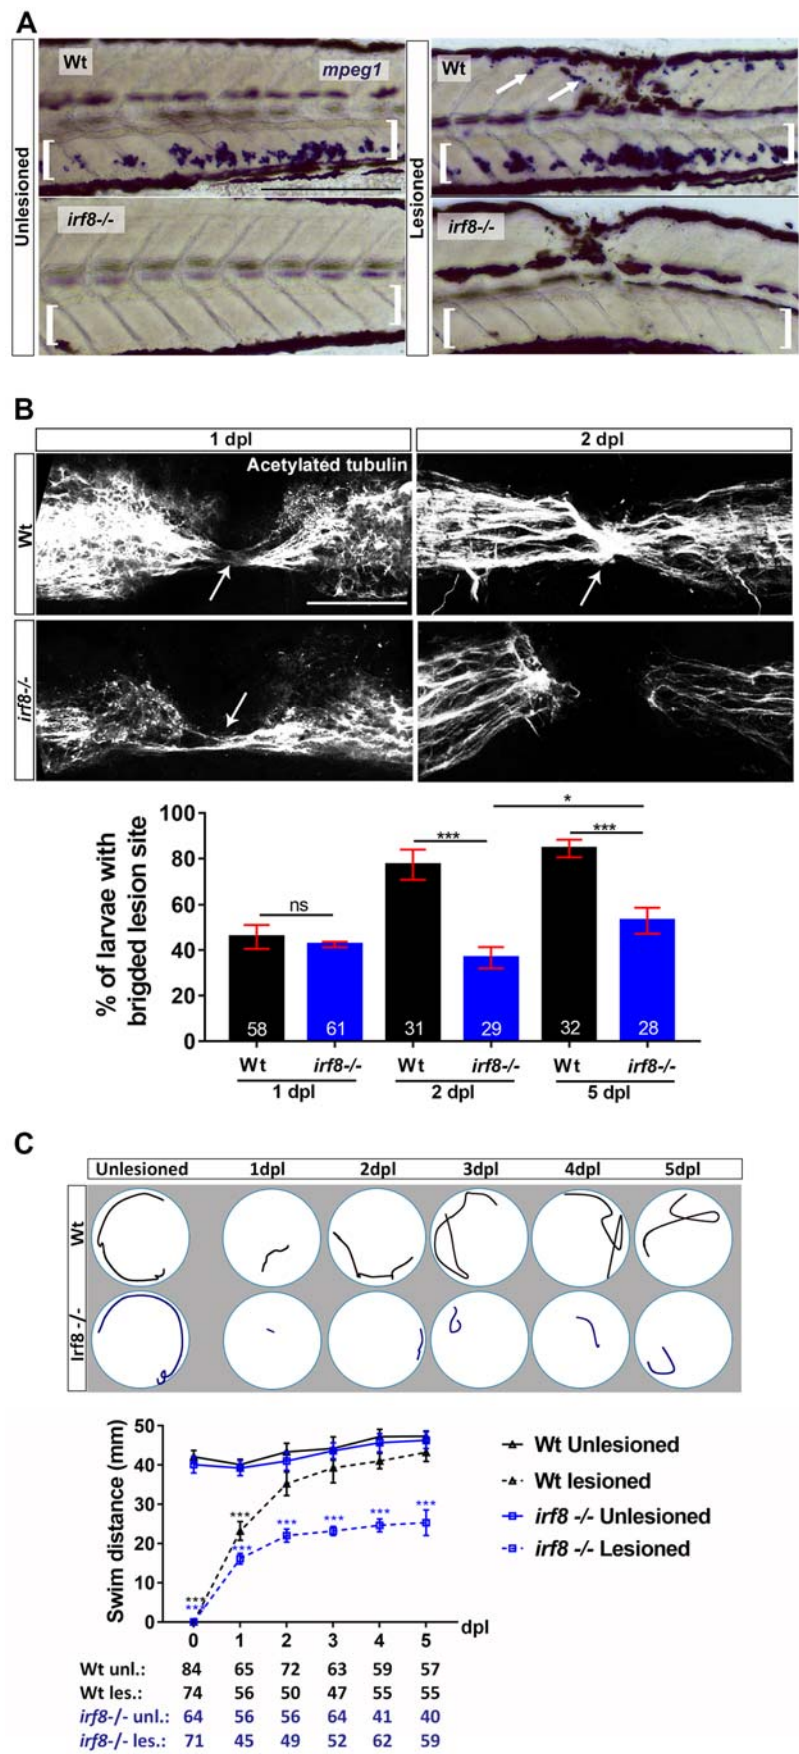 A
Unlesioned
Wt
mpeg1
Lesioned
Wt
irf8-/-
irf8-/-
B
1 dpl
2 dpl
Wt
Acetylated tubulin
irf8-/-
% of larvae with
brigded lesion site
100
80
60
40
20
0
ns
***
*
***
58
61
31
29
32
28
Wt
irf8-/-
Wt
irf8-/-
Wt
irf8-/-
1 dpl
2 dpl
5 dpl
C
Unlesioned 1dpl 2dpl 3dpl 4dpl 5dpl
Wt
Irf8 -/-
Swim distance (mm)
50
40
30
20
10
0
***
***
***
***
***
***
***
***
0 1 2 3 4 5 dpl
Wt Unlesioned
Wt lesioned
irf8 -/- Unlesioned
irf8 -/- Lesioned
Wt unl.: 84 65 72 63 59 57
Wt les.: 74 56 50 47 55 55
irf8-/- unl.: 64 56 56 64 41 40
irf8-/- les.: 71 45 49 52 62 59